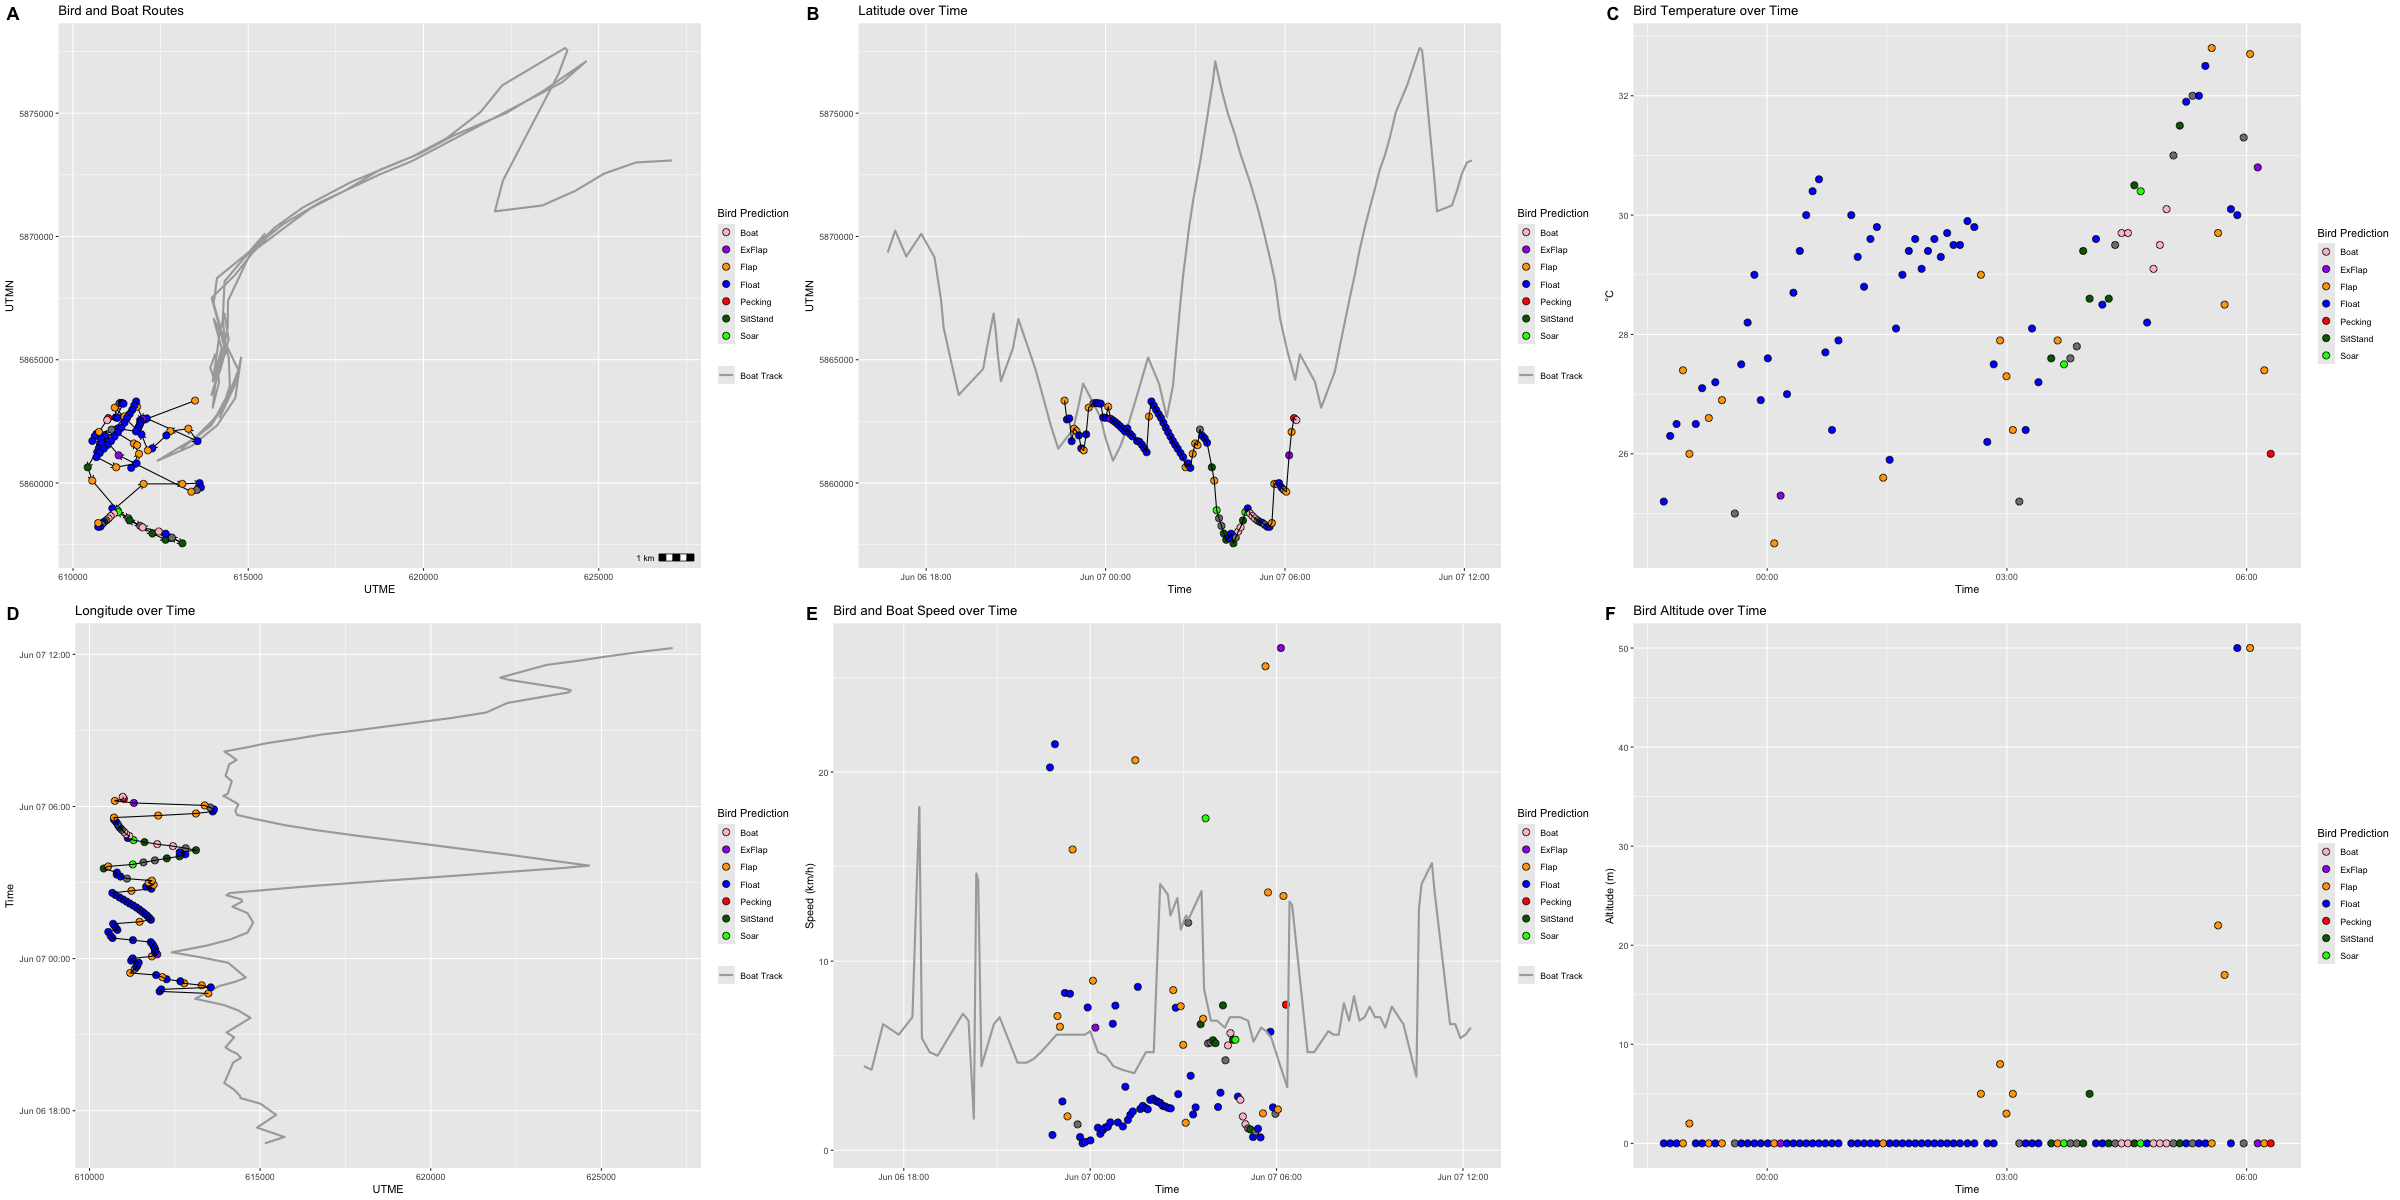 A Bird and Boat Routes
5875000
5870000
5865000
5860000
UTMN
610000 615000 620000 625000
UTME
1 km
Bird Prediction
Boat
ExFlap
Flap
Float
Pecking
SitStand
Soar
Boat Track
B Latitude over Time
5875000
5870000
5865000
5860000
UTMN
Jun 06 18:00 Jun 07 00:00 Jun 07 06:00 Jun 07 12:00
Time
Bird Prediction
Boat
ExFlap
Flap
Float
Pecking
SitStand
Soar
Boat Track
C Bird Temperature over Time
32
30
28
26
°C
00:00 03:00 06:00
Time
Bird Prediction
Boat
ExFlap
Flap
Float
Pecking
SitStand
Soar
D Longitude over Time
Jun 07 12:00
Jun 07 06:00
Jun 07 00:00
Jun 06 18:00
Time
610000 615000 620000 625000
UTME
Bird Prediction
Boat
ExFlap
Flap
Float
Pecking
SitStand
Soar
Boat Track
E Bird and Boat Speed over Time
20
10
0
Speed (km/h)
Jun 06 18:00 Jun 07 00:00 Jun 07 06:00 Jun 07 12:00
Time
Bird Prediction
Boat
ExFlap
Flap
Float
Pecking
SitStand
Soar
Boat Track
F Bird Altitude over Time
50
40
30
20
10
0
Altitude (m)
00:00 03:00 06:00
Time
Bird Prediction
Boat
ExFlap
Flap
Float
Pecking
SitStand
Soar